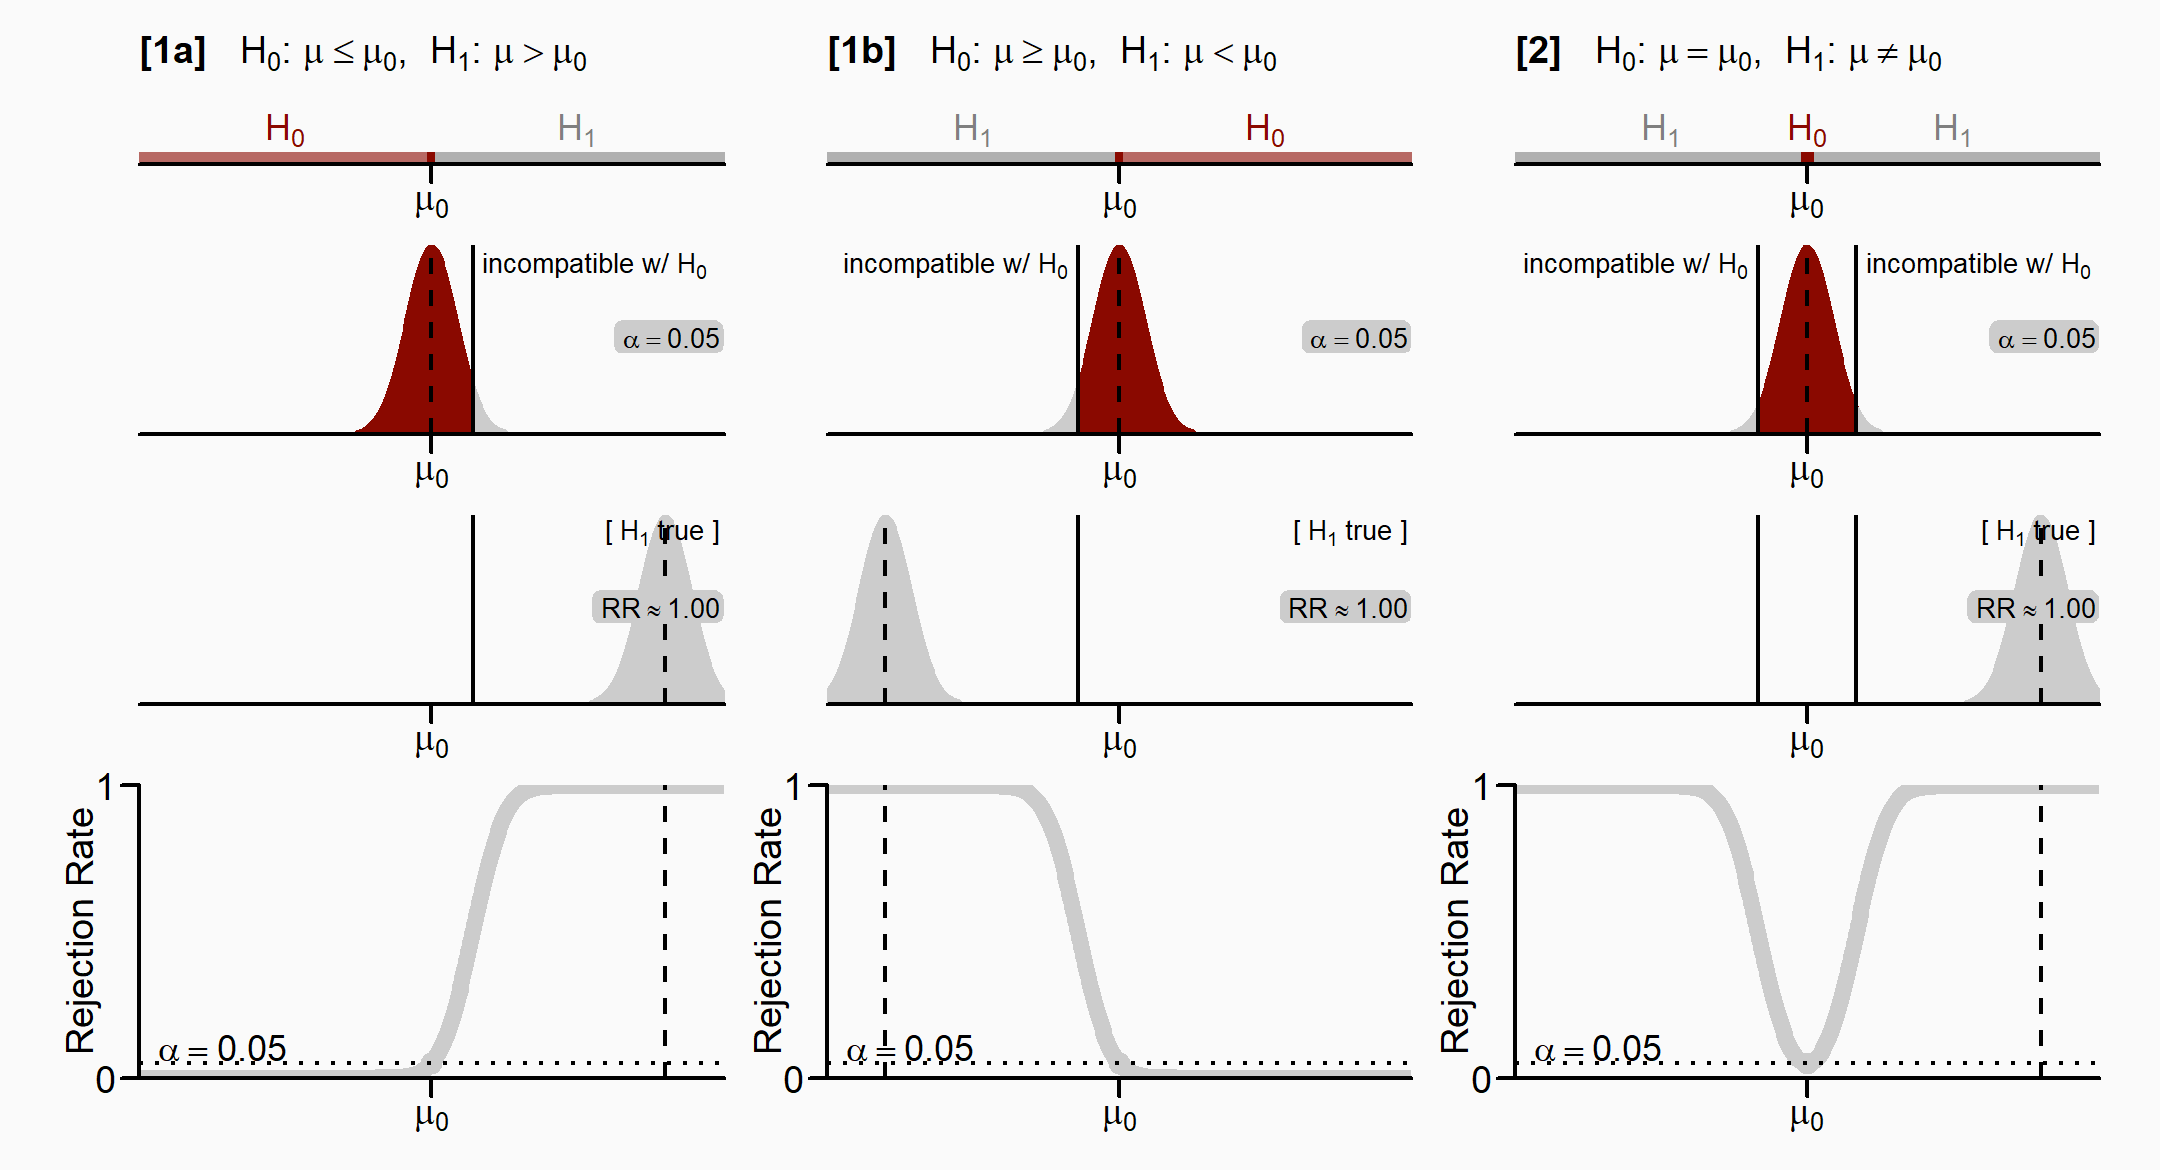 [1a] H₀: μ ≤ μ₀, H₁: μ > μ₀
H₀ H₁
μ₀
incompatible w/ H₀
α = 0.05
μ₀
[ H₁ true ]
RR ≈ 1.00
μ₀
Rejection Rate
1
α = 0.05
0
μ₀
[1b] H₀: μ ≥ μ₀, H₁: μ < μ₀
H₁ H₀
μ₀
incompatible w/ H₀
α = 0.05
μ₀
[ H₁ true ]
RR ≈ 1.00
μ₀
Rejection Rate
1
α = 0.05
0
μ₀
[2] H₀: μ = μ₀, H₁: μ ≠ μ₀
H₁ H₀ H₁
μ₀
incompatible w/ H₀ incompatible w/ H₀
α = 0.05
μ₀
[ H₁ true ]
RR ≈ 1.00
μ₀
Rejection Rate
1
α = 0.05
0
μ₀